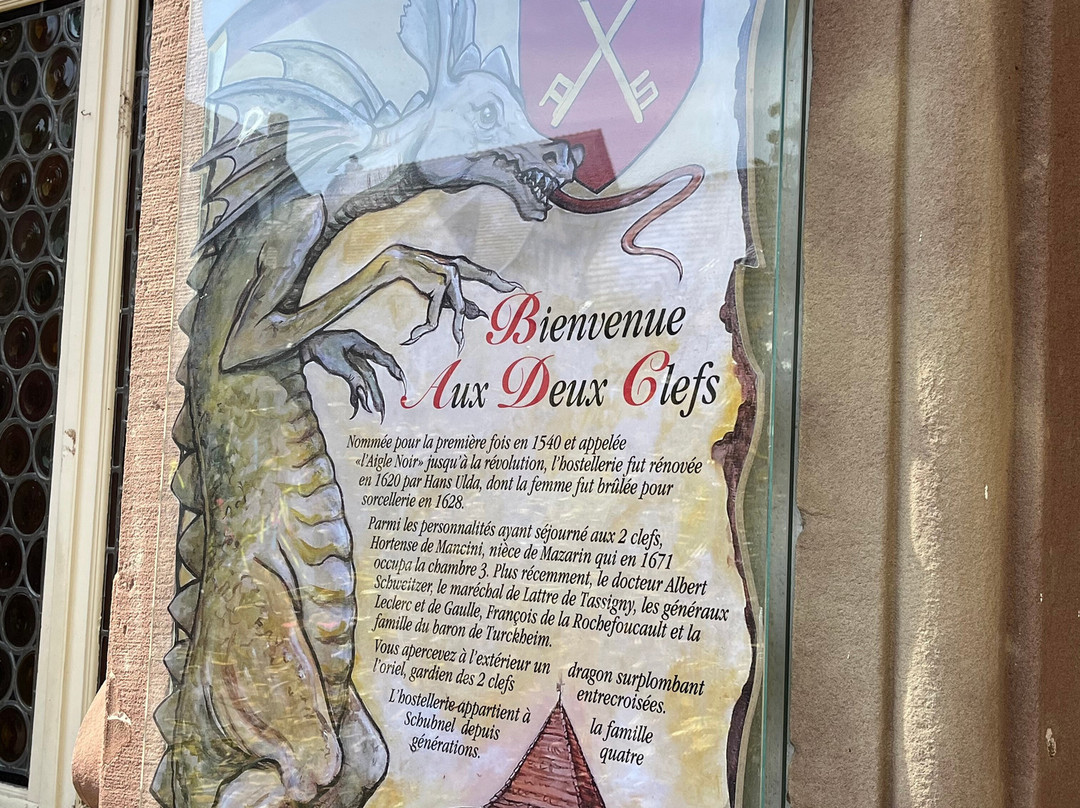 Bienvenue
Aux Deux Clefs
Nommée pour la première fois en 1540 et appelée
«l'Aigle Noir» jusqu'à la révolution, l'hostellerie fut rénovée
en 1620 par Hans Ulda, dont la femme fut brûlée pour
sorcellerie en 1628.
Parmi les personnalités ayant séjourné aux 2 clefs,
Hortense de Mancini, nièce de Mazarin qui en 1671
occupa la chambre 3. Plus récemment, le docteur Albert
Schweitzer, le maréchal de Lattre de Tassigny, les généraux
Leclerc et de Gaulle, François de la Rochefoucault et la
famille du baron de Turckheim.
Vous apercevez à l'extérieur un dragon surplombant
l'oriel, gardien des 2 clefs entrecroisées.
L'hostellerie appartient à la famille
Schubnel depuis quatre
générations.